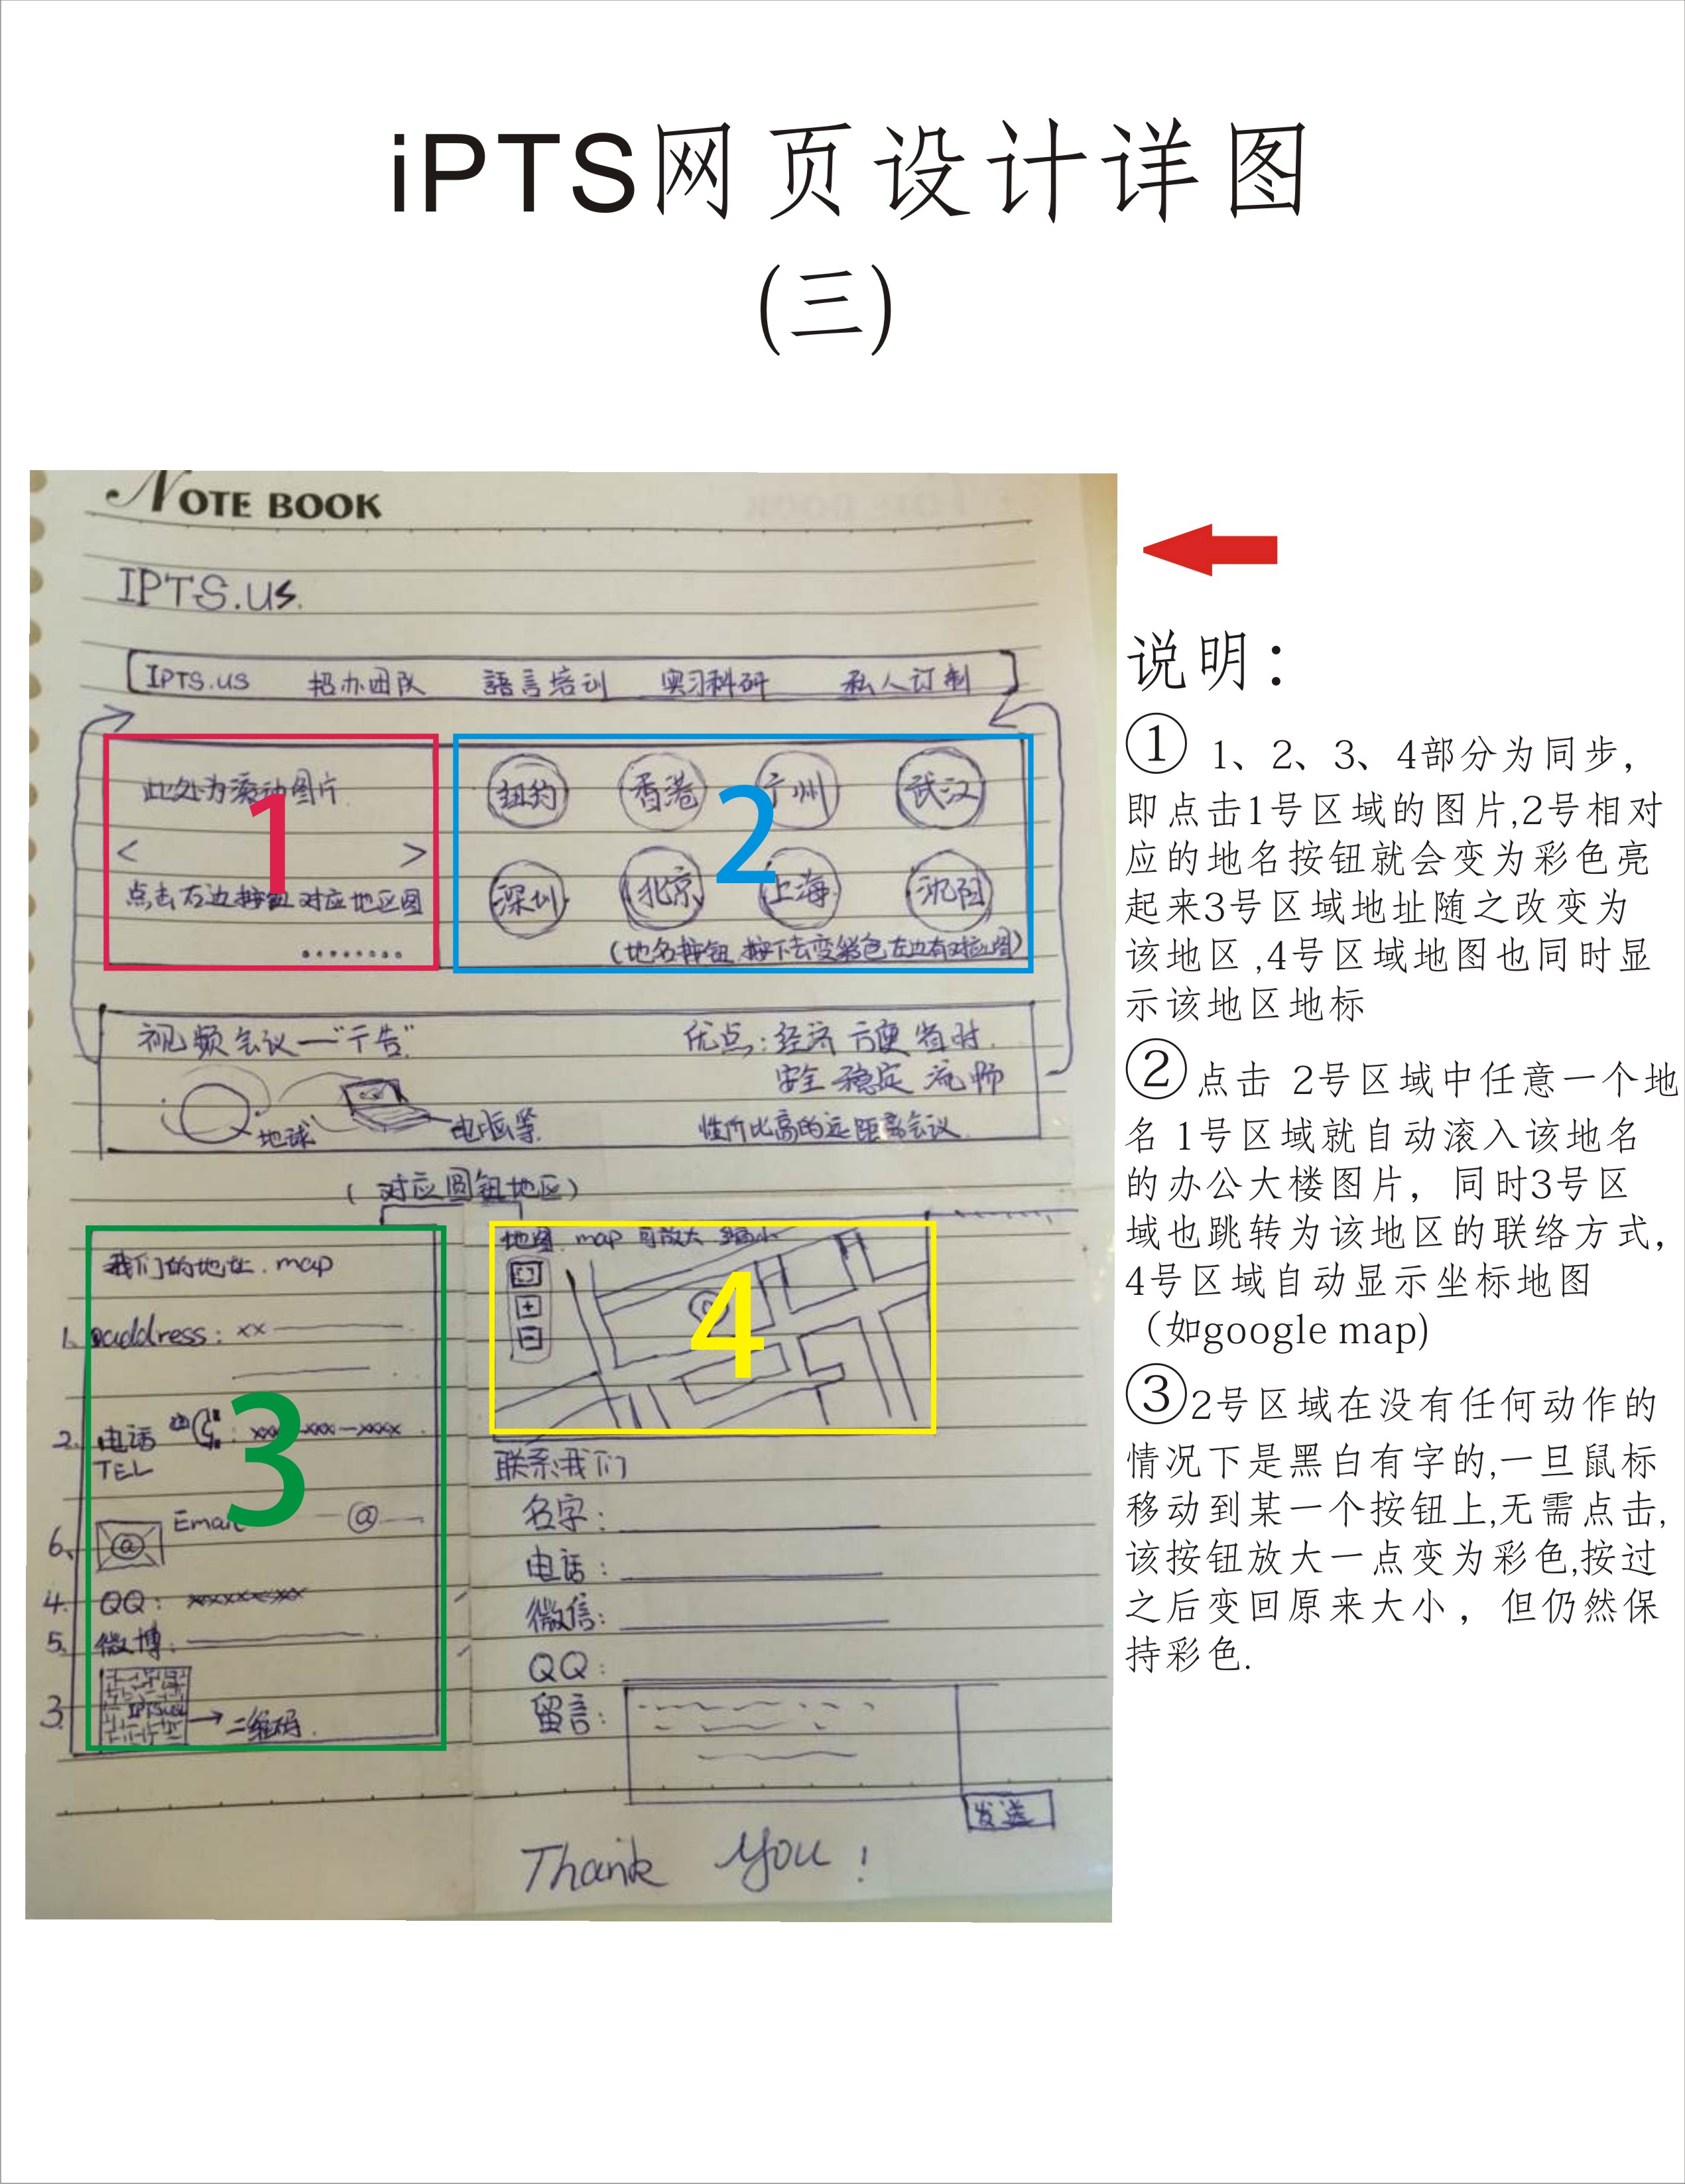 iPTS网页设计详图
(三)
NOTE BOOK
IPTS.us.
IPTS.us 招办团队 語言培训 奥习科研 私人订制
此处为滚动图片
1
< >
点击右边按钮对应地区图
........
纽约 香港 广州 武汉
2
深圳 北京 上海 沈阳
(地名按钮 按下去变彩色 左边有对应图)
视频会议一"广告"
地球 电脑等
优点:经济 方便 省时.
安全 稳定 流畅
性价比高的远距离会议.
(对应圆钮地区)
我们的地址.map
1. address: xx
3
2. 电话 : xxx-xxx-xxxx
TEL
6. @ Email @
4. QQ: xxxxxxxx
5. 微博:
3. IPTS.us → 二维码.
地图. map 可放大 缩小
+
-
4
联系我们
名字:
电话:
微信:
QQ:
留言:
发送
Thank You!
说明:
① 1、2、3、4部分为同步,
即点击1号区域的图片,2号相对
应的地名按钮就会变为彩色亮
起来3号区域地址随之改变为
该地区,4号区域地图也同时显
示该地区地标
② 点击 2号区域中任意一个地
名 1号区域就自动滚入该地名
的办公大楼图片, 同时3号区
域也跳转为该地区的联络方式,
4号区域自动显示坐标地图
(如google map)
③2号区域在没有任何动作的
情况下是黑白有字的,一旦鼠标
移动到某一个按钮上,无需点击,
该按钮放大一点变为彩色,按过
之后变回原来大小, 但仍然保
持彩色.